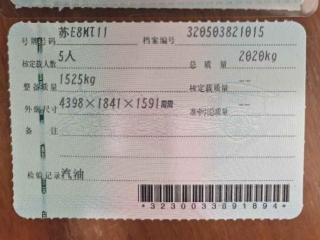 号牌号码 苏E8MT11 档案编号 320503821015
核定载人数 5人 总质量 2020kg
整备质量 1525kg 核定载质量 --
外廓尺寸 4398×1841×1591mm 准牵引总质量 --
备注
检验记录 汽油
*3230033891894*